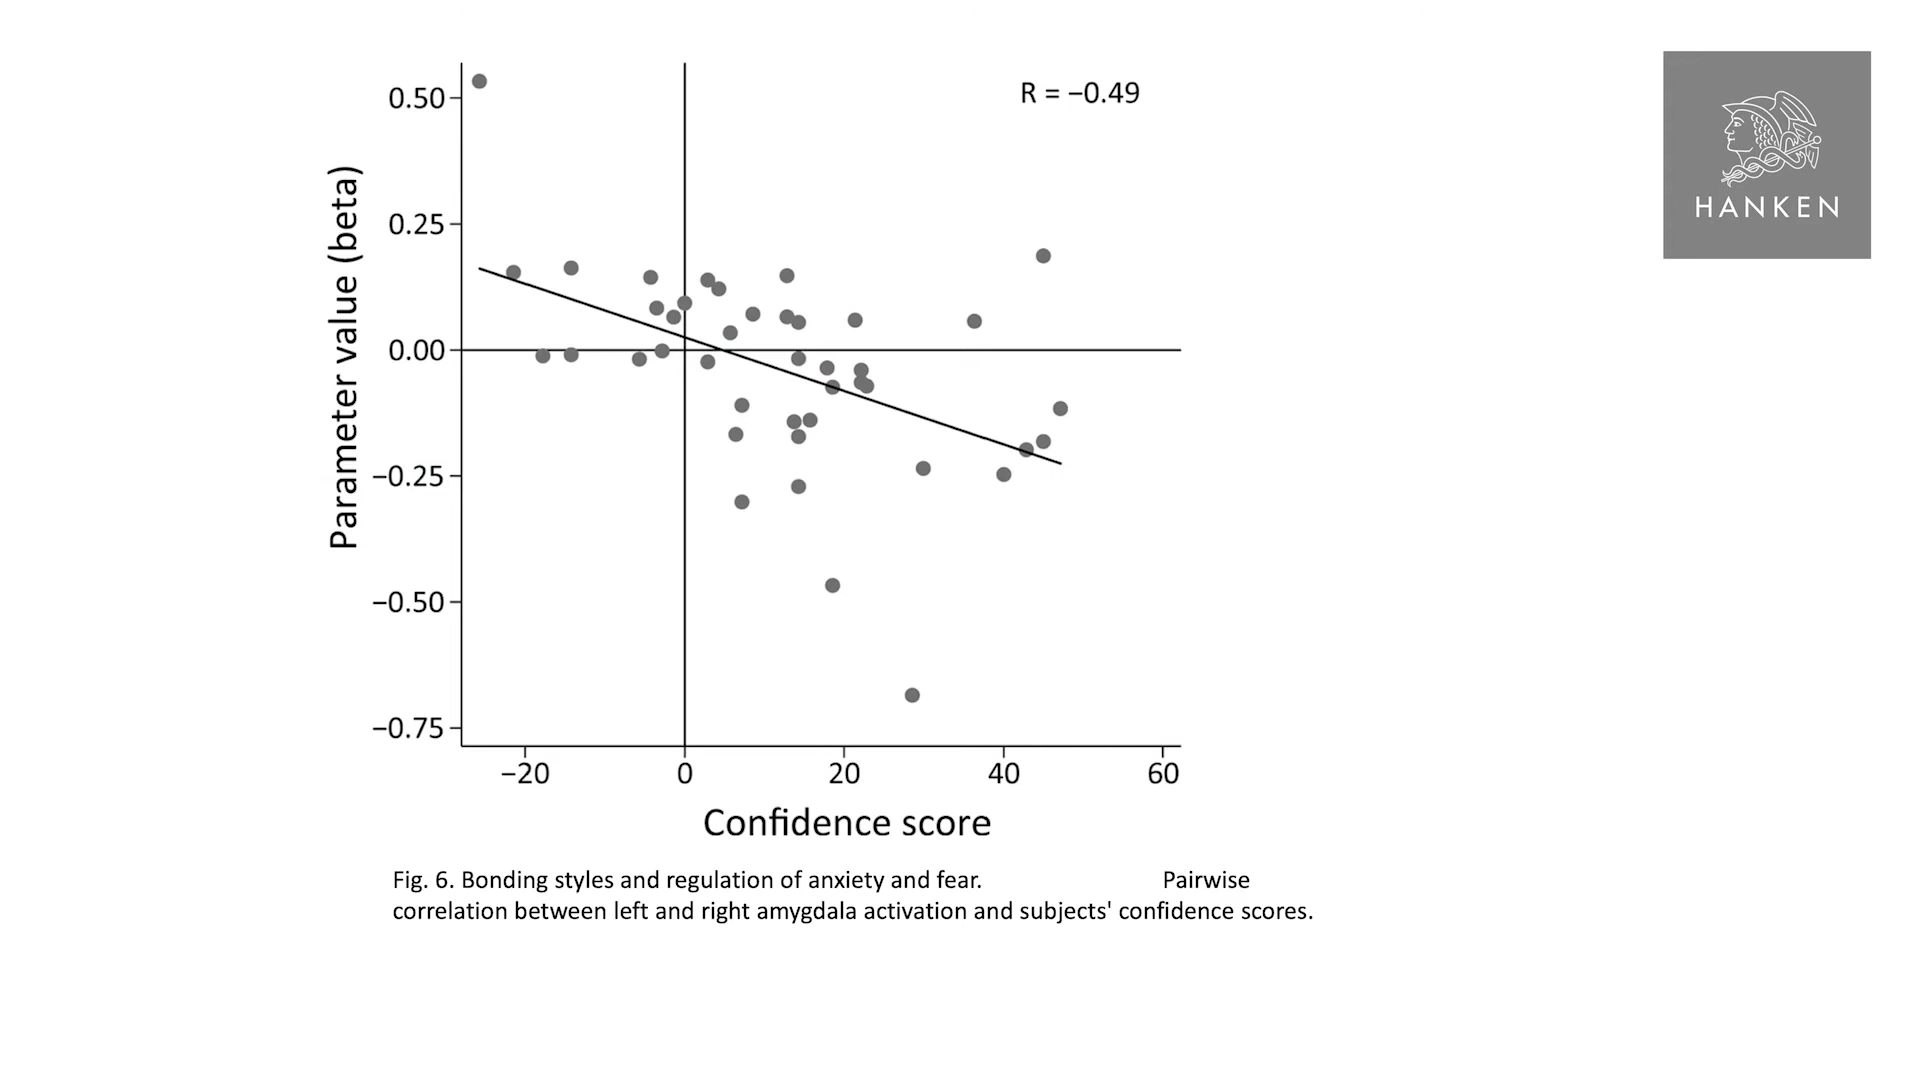 R = −0.49
HANKEN
Parameter value (beta)
0.50
0.25
0.00
−0.25
−0.50
−0.75
−20 0 20 40 60
Confidence score
Fig. 6. Bonding styles and regulation of anxiety and fear. Pairwise
correlation between left and right amygdala activation and subjects' confidence scores.